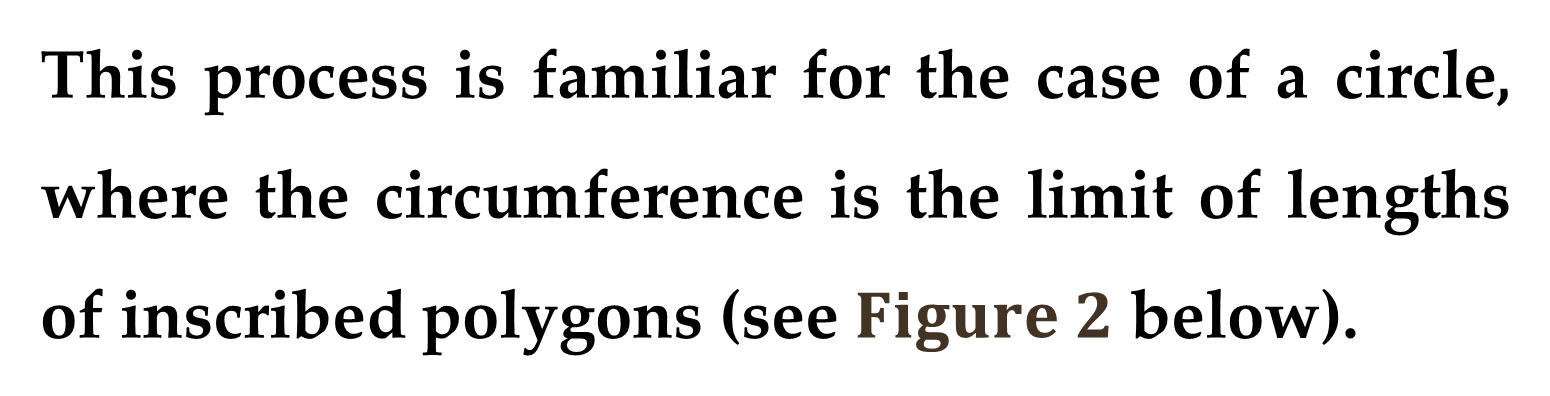 This process is familiar for the case of a circle,
where the circumference is the limit of lengths
of inscribed polygons (see Figure 2 below).